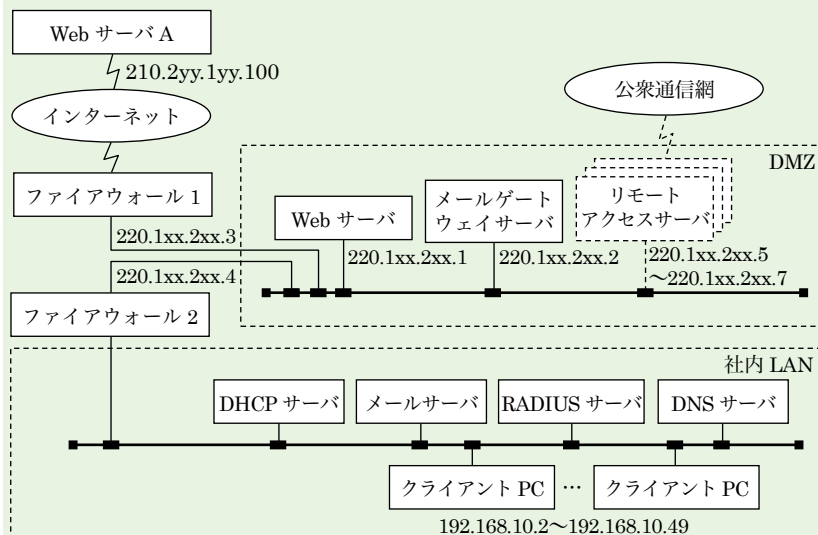 Web サーバ A
210.2yy.1yy.100
インターネット
公衆通信網
DMZ
ファイアウォール 1
Web サーバ
メールゲート
ウェイサーバ
リモート
アクセスサーバ
220.1xx.2xx.3
220.1xx.2xx.1
220.1xx.2xx.2
220.1xx.2xx.5
～220.1xx.2xx.7
220.1xx.2xx.4
ファイアウォール 2
社内 LAN
DHCP サーバ
メールサーバ
RADIUS サーバ
DNS サーバ
クライアント PC
…
クライアント PC
192.168.10.2～192.168.10.49